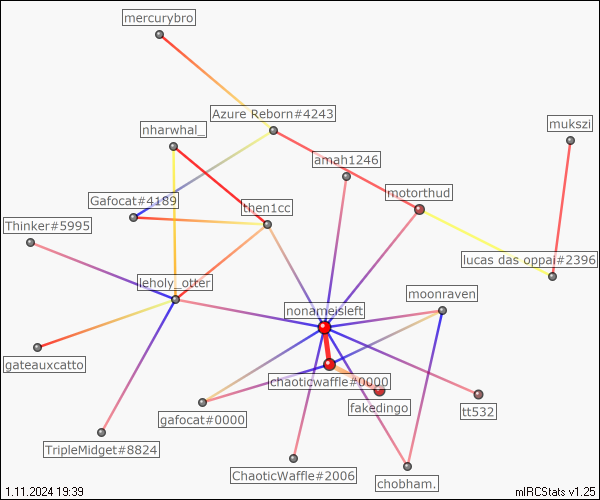 mercurybro
Azure Reborn#4243
mukszi
nharwhal_
amah1246
motorthud
Gafocat#4189
then1cc
Thinker#5995
lucas das oppai#2396
leholy_otter
moonraven
nonameisleft
gateauxcatto
chaoticwaffle#0000
fakedingo
tt532
gafocat#0000
TripleMidget#8824
ChaoticWaffle#2006
chobham.
1.11.2024 19:39
mIRCStats v1.25